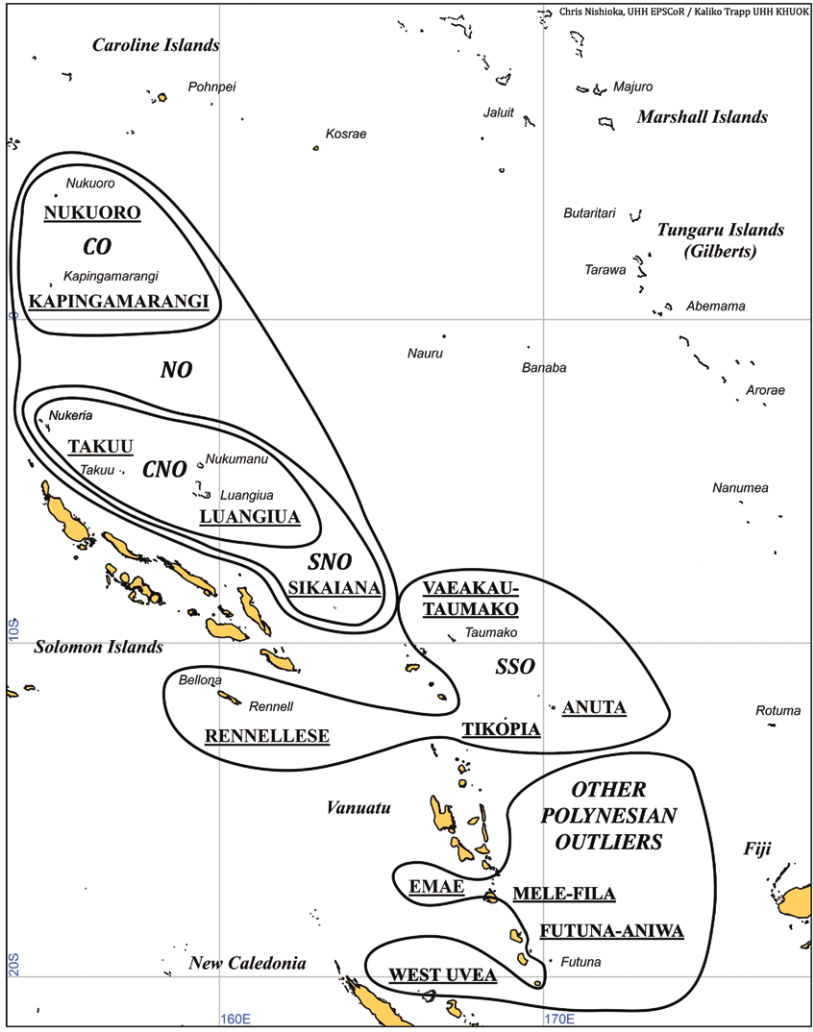 Chris Nishioka, UHH EPSCoR / Kaliko Trapp UHH KHUOK
Caroline Islands
Pohnpei
Majuro
Jaluit
Marshall Islands
Kosrae
Nukuoro
NUKUORO
Butaritari
Tungaru Islands
(Gilberts)
CO
Kapingamarangi
Tarawa
KAPINGAMARANGI
Abemama
0
Nauru
Banaba
NO
Arorae
Nukeria
TAKUU
Nukumanu
Takuu
CNO
Luangiua
Nanumea
LUANGIUA
SNO
SIKAIANA
VAEAKAU-
TAUMAKO
Taumako
10S
Solomon Islands
SSO
Bellona
Rennell
ANUTA
Rotuma
RENNELLESE
TIKOPIA
OTHER
POLYNESIAN
OUTLIERS
Vanuatu
Fiji
EMAE
MELE-FILA
FUTUNA-ANIWA
New Caledonia
Futuna
20S
WEST UVEA
160E
170E